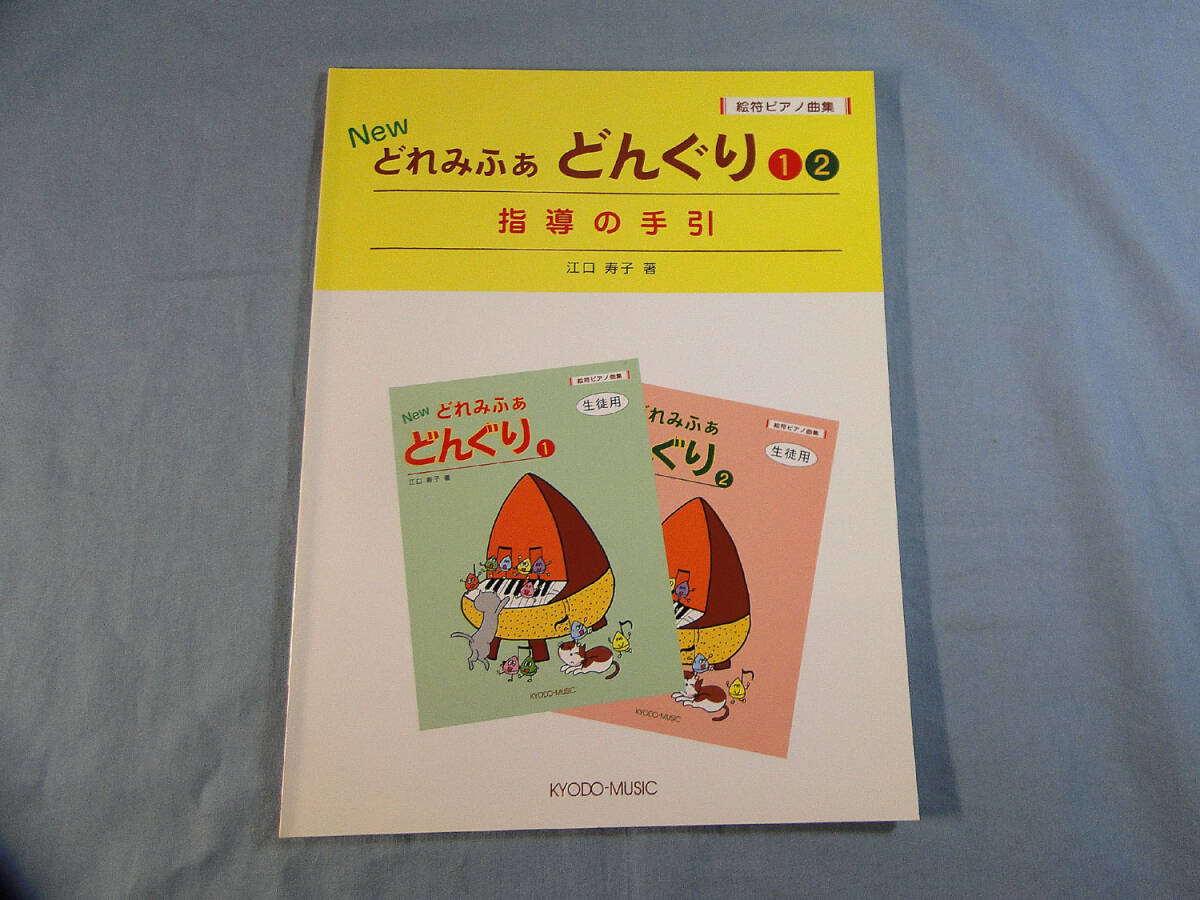 絵符ピアノ曲集
New
どれみふぁ どんぐり 1 2
指導の手引
江口 寿子 著
絵符ピアノ曲集
生徒用
New どれみふぁ
どんぐり 1
江口 寿子 著
KYODO-MUSIC
絵符ピアノ曲集
生徒用
どれみふぁ
ぐり 2
KYODO-MUSIC
KYODO-MUSIC